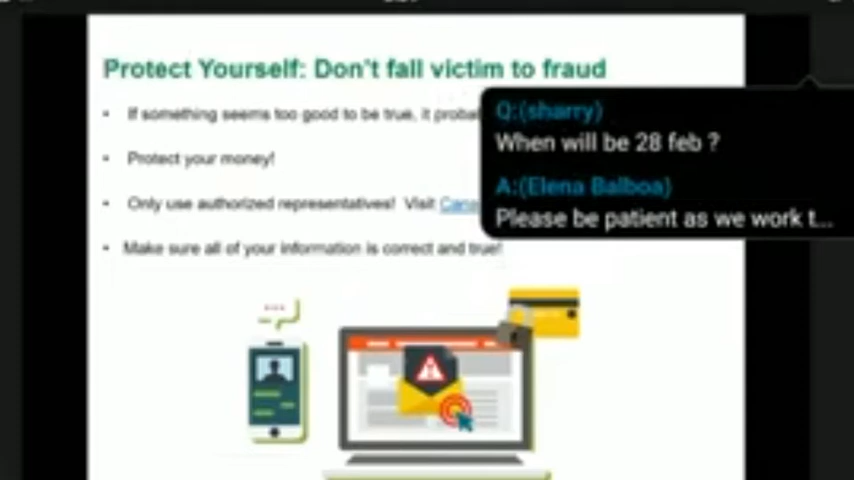 Protect Yourself: Don't fall victim to fraud
• If something seems too good to be true, it
• Protect your money!
• Only use authorized representatives! Visit
• Make sure all of your information is correct and true!
Q:(sharry)
When will be 28 feb ?
A:(Elena Balboa)
Please be patient as we work t...